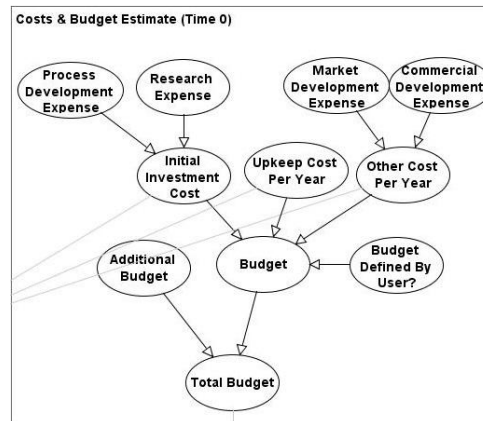 Costs & Budget Estimate (Time 0)
Process
Development
Expense
Research
Expense
Market
Development
Expense
Commercial
Development
Expense
Initial
Investment
Cost
Upkeep Cost
Per Year
Other Cost
Per Year
Additional
Budget
Budget
Budget
Defined By
User?
Total Budget